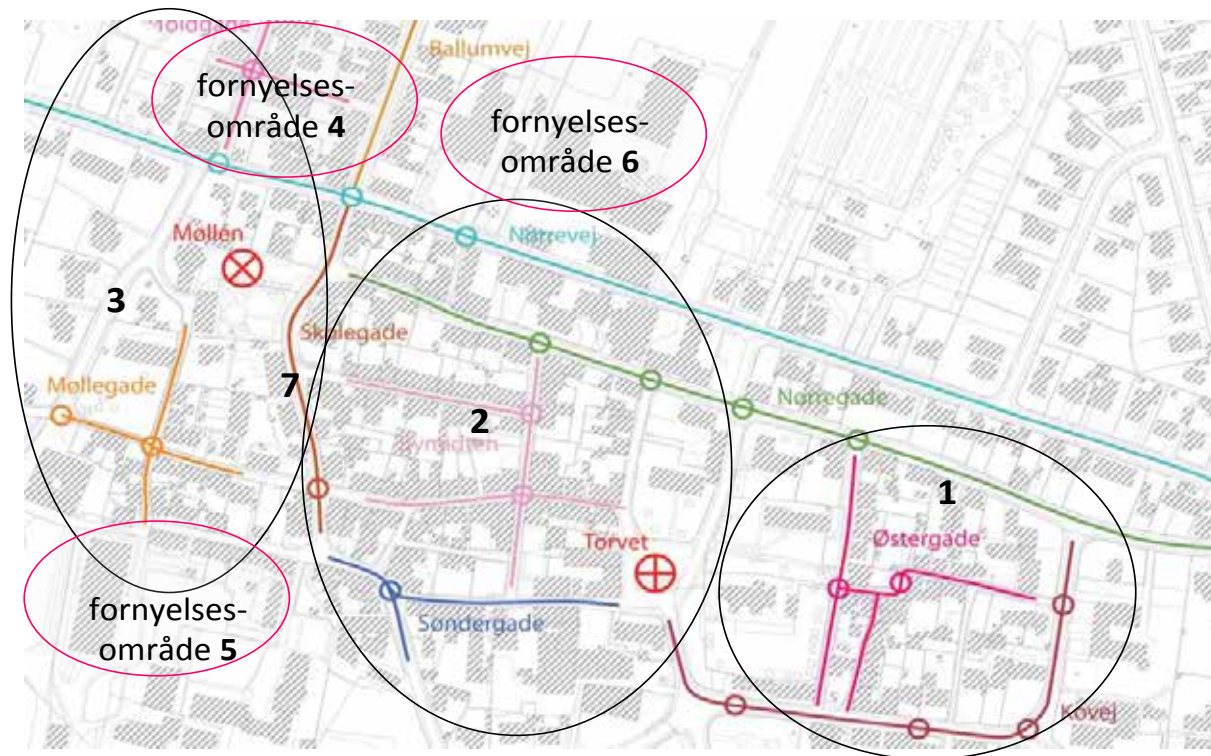 Ballumvej
fornyelses-
område 4
fornyelses-
område 6
Møllen
Nørrevej
3
Skolegade
Møllegade
7
2
Nørregade
Bymidten
1
Torvet
Østergade
fornyelses-
område 5
Søndergade
Kovej